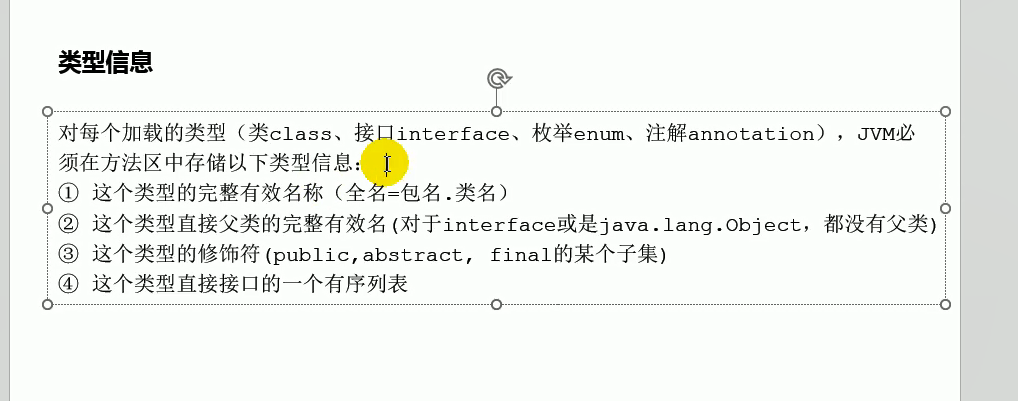 类型信息
对每个加载的类型（类class、接口interface、枚举enum、注解annotation），JVM必
须在方法区中存储以下类型信息：
① 这个类型的完整有效名称（全名=包名.类名）
② 这个类型直接父类的完整有效名(对于interface或是java.lang.Object，都没有父类)
③ 这个类型的修饰符(public,abstract, final的某个子集)
④ 这个类型直接接口的一个有序列表